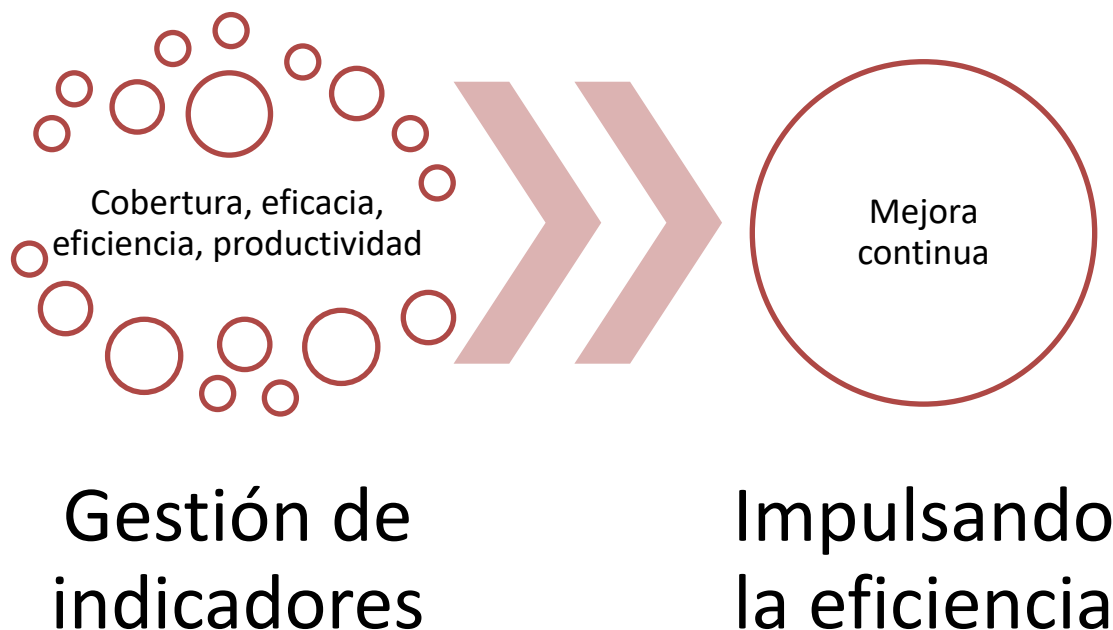 Cobertura, eficacia,
eficiencia, productividad
Mejora
continua
Gestión de
indicadores
Impulsando
la eficiencia